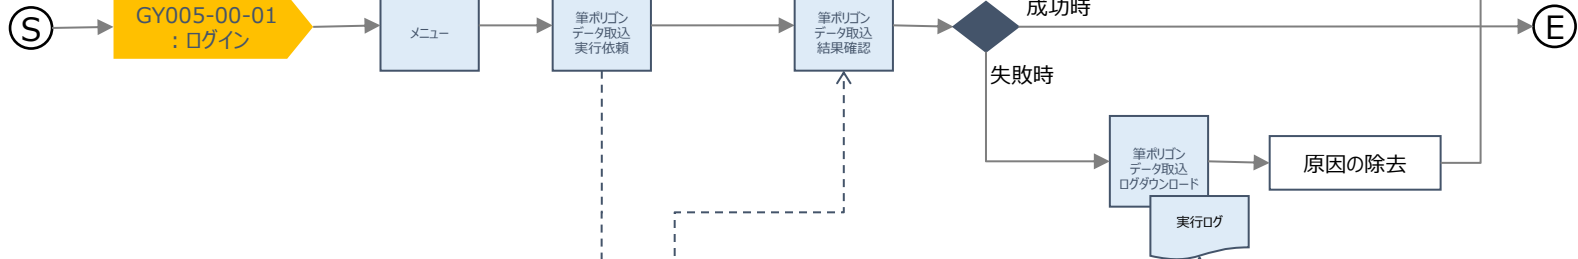 S
GY005-00-01
: ログイン
メニュー
筆ポリゴン
データ取込
実行依頼
筆ポリゴン
データ取込
結果確認
成功時
E
失敗時
筆ポリゴン
データ取込
ログダウンロード
原因の除去
実行ログ